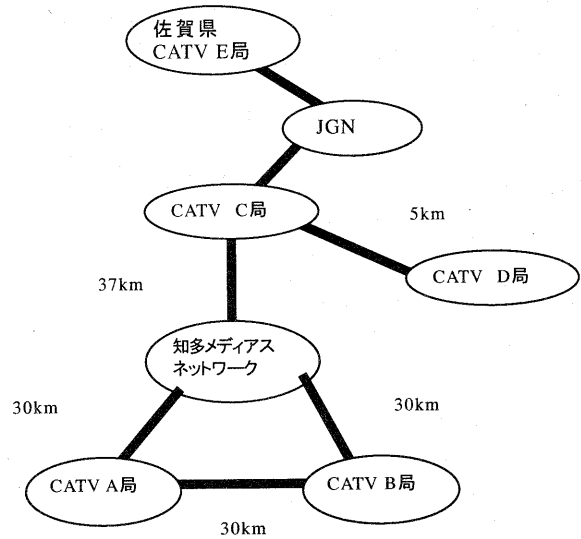 佐賀県
CATV E局
JGN
CATV C局
5km
CATV D局
37km
知多メディアス
ネットワーク
30km
30km
CATV A局
CATV B局
30km